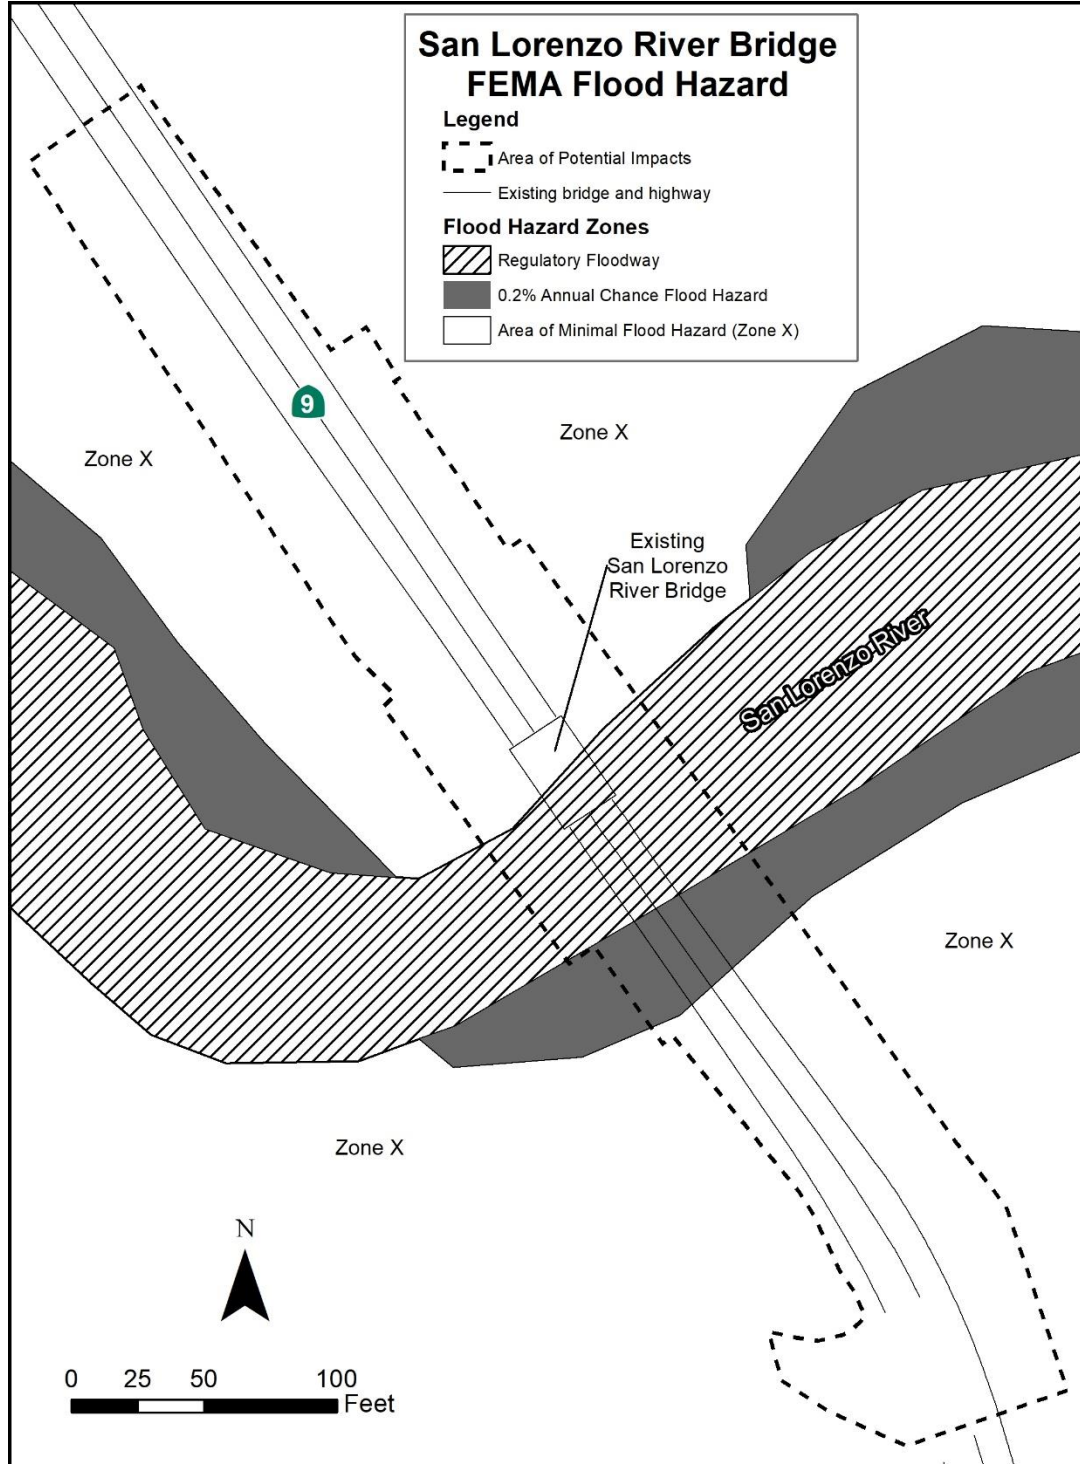 San Lorenzo River Bridge
FEMA Flood Hazard
Legend
Area of Potential Impacts
Existing bridge and highway
Flood Hazard Zones
Regulatory Floodway
0.2% Annual Chance Flood Hazard
Area of Minimal Flood Hazard (Zone X)
9
Zone X
Zone X
Existing
San Lorenzo
River Bridge
San Lorenzo River
Zone X
Zone X
N
0 25 50 100
Feet